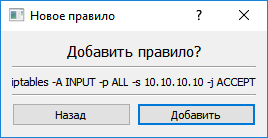 Новое правило
Добавить правило?
iptables -A INPUT -p ALL -s 10.10.10.10 -j ACCEPT
Назад
Добавить